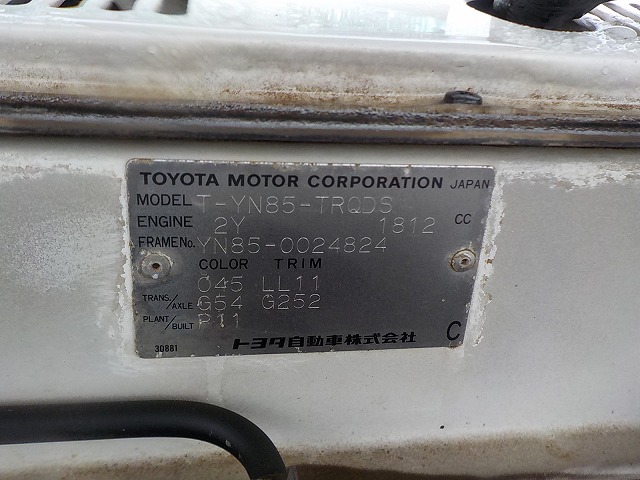 TOYOTA MOTOR CORPORATION JAPAN
MODEL T-YN85-TRQDS
ENGINE 2Y 1812 CC
FRAME No. YN85-0024824
COLOR TRIM
045 LL11
TRANS./AXLE G54 G252
PLANT/BUILT P11
30881 トヨタ自動車株式会社 C